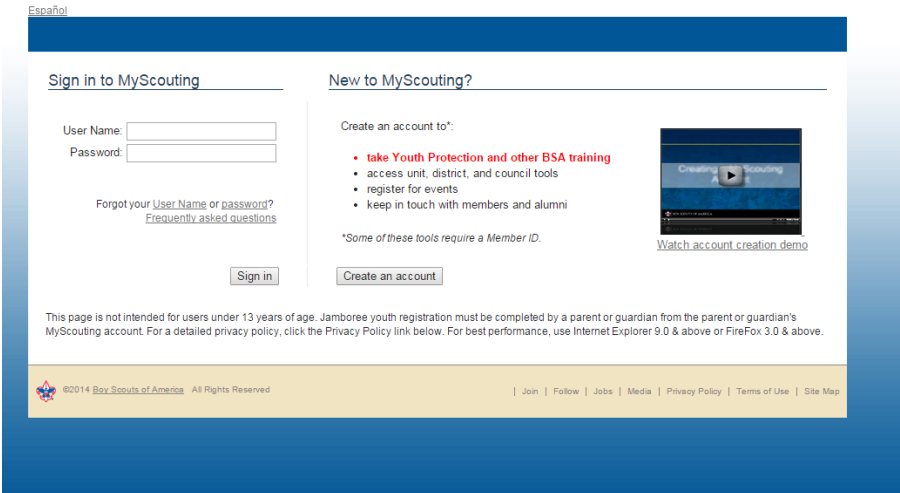 Español
Sign in to MyScouting
New to MyScouting?
User Name:
Password:
Forgot your User Name or password?
Frequently asked questions
Sign in
Create an account to*:
• take Youth Protection and other BSA training
• access unit, district, and council tools
• register for events
• keep in touch with members and alumni
*Some of these tools require a Member ID.
Create an account
Creating Scouting
A
BOY SCOUTS OF AMERICA
Watch account creation demo
This page is not intended for users under 13 years of age. Jamboree youth registration must be completed by a parent or guardian from the parent or guardian's
MyScouting account. For a detailed privacy policy, click the Privacy Policy link below. For best performance, use Internet Explorer 9.0 & above or FireFox 3.0 & above.
©2014 Boy Scouts of America All Rights Reserved
| Join | Follow | Jobs | Media | Privacy Policy | Terms of Use | Site Map